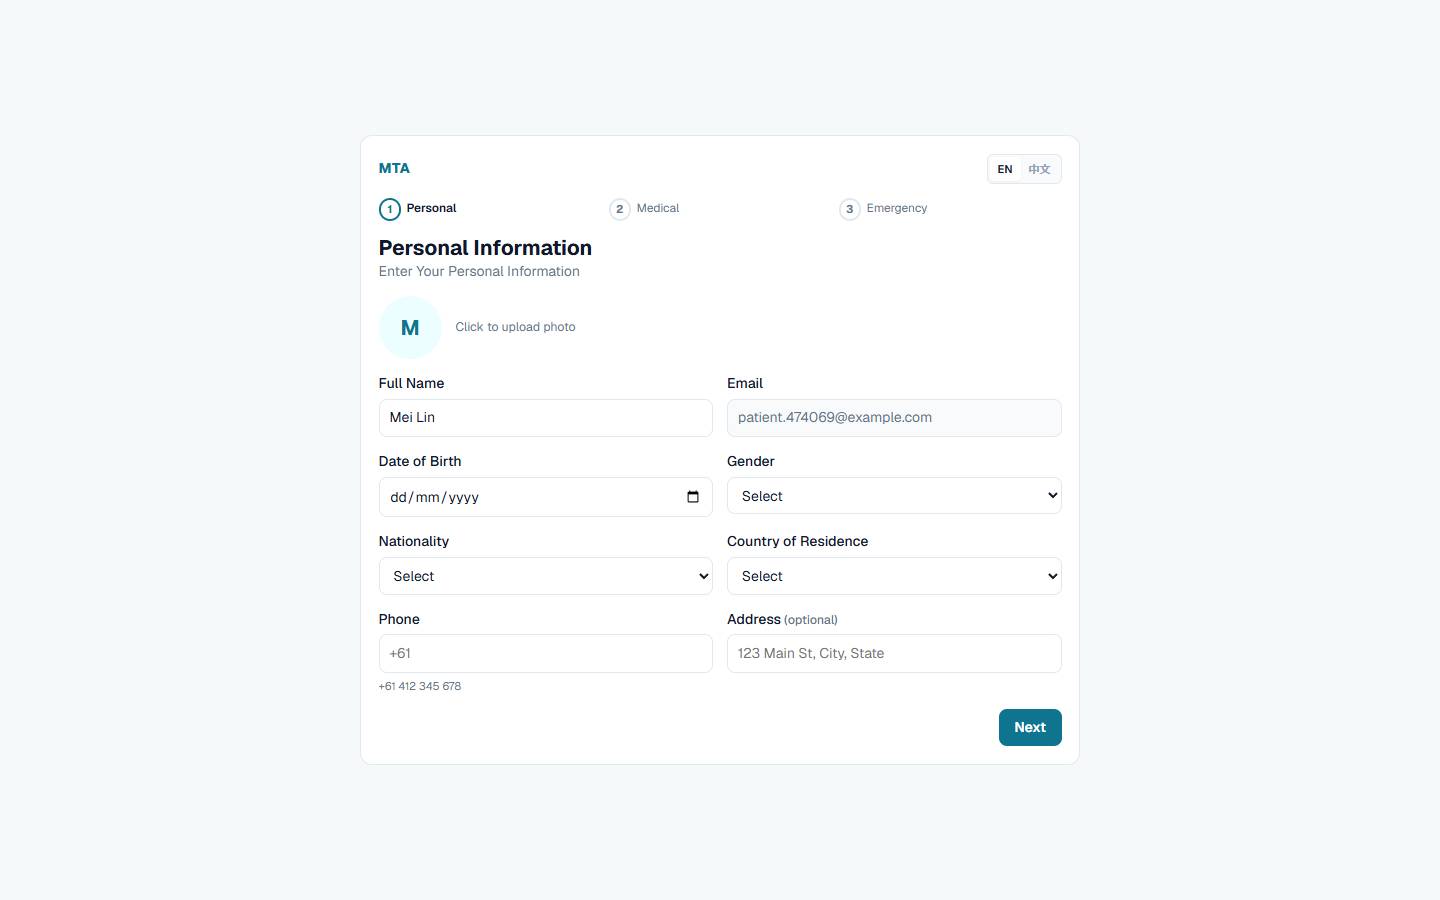 MTA
EN 中文
1 Personal 2 Medical 3 Emergency
Personal Information
Enter Your Personal Information
M Click to upload photo
Full Name Email
Mei Lin patient.474069@example.com
Date of Birth Gender
dd/mm/yyyy Select
Nationality Country of Residence
Select Select
Phone Address (optional)
+61 123 Main St, City, State
+61 412 345 678
Next